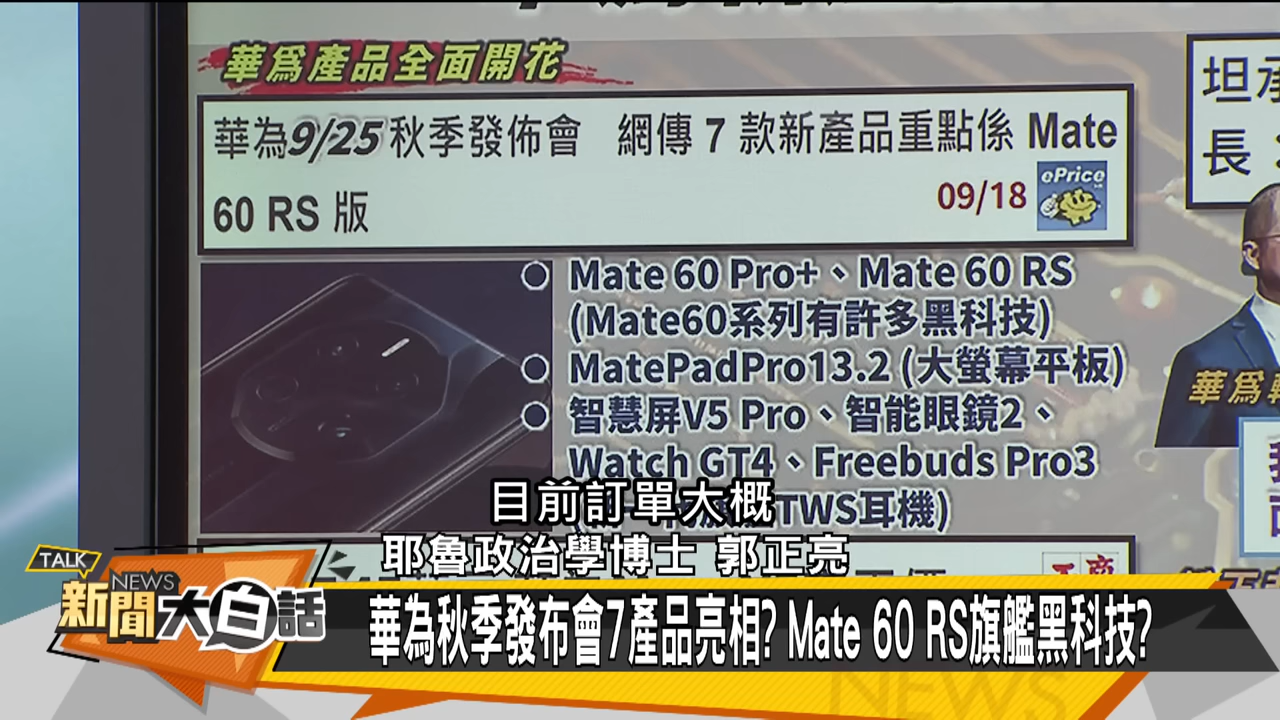 華爲產品全面開花
華為9/25秋季發佈會 網傳 7 款新產品重點係 Mate
60 RS 版
09/18
ePrice
坦承
長
Mate 60 Pro+、Mate 60 RS
(Mate60系列有許多黑科技)
MatePadPro13.2 (大螢幕平板)
智慧屏V5 Pro、智能眼鏡2、
Watch GT4、Freebuds Pro3
TWS耳機)
華爲
目前訂單大概
耶魯政治學博士 郭正亮
TALK
NEWS
新聞大白話
華為秋季發布會7產品亮相? Mate 60 RS旗艦黑科技?
NEWS